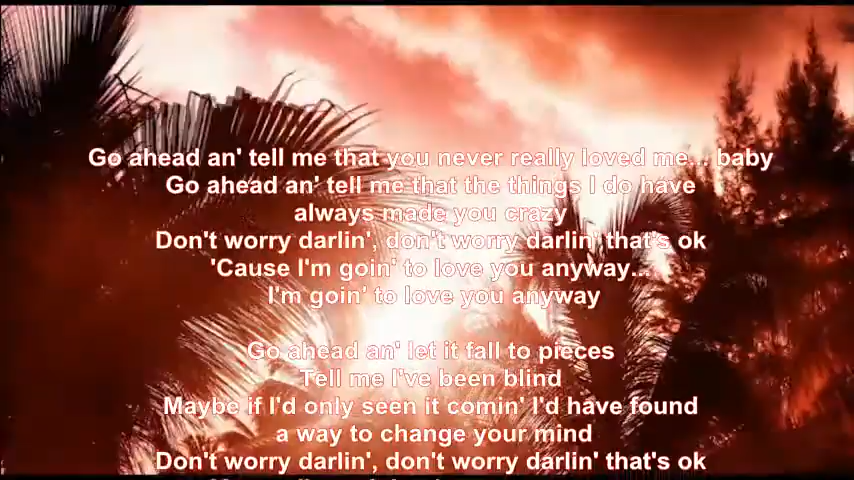 Go ahead an' tell me that you never really loved me... baby
Go ahead an' tell me that the things I do have
always made you crazy
Don't worry darlin', don't worry darlin' that's ok
'Cause I'm goin' to love you anyway...
I'm goin' to love you anyway
Go ahead an' let it fall to pieces
Tell me I've been blind
Maybe if I'd only seen it comin' I'd have found
a way to change your mind
Don't worry darlin', don't worry darlin' that's ok